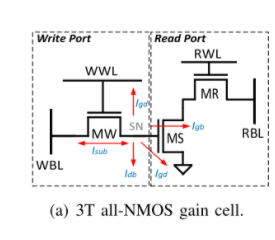 Write Port
Read Port
RWL
WWL
MR
Igd
SN
Igb
MW
MS
Isub
RBL
WBL
Idb
Igd
(a) 3T all-NMOS gain cell.